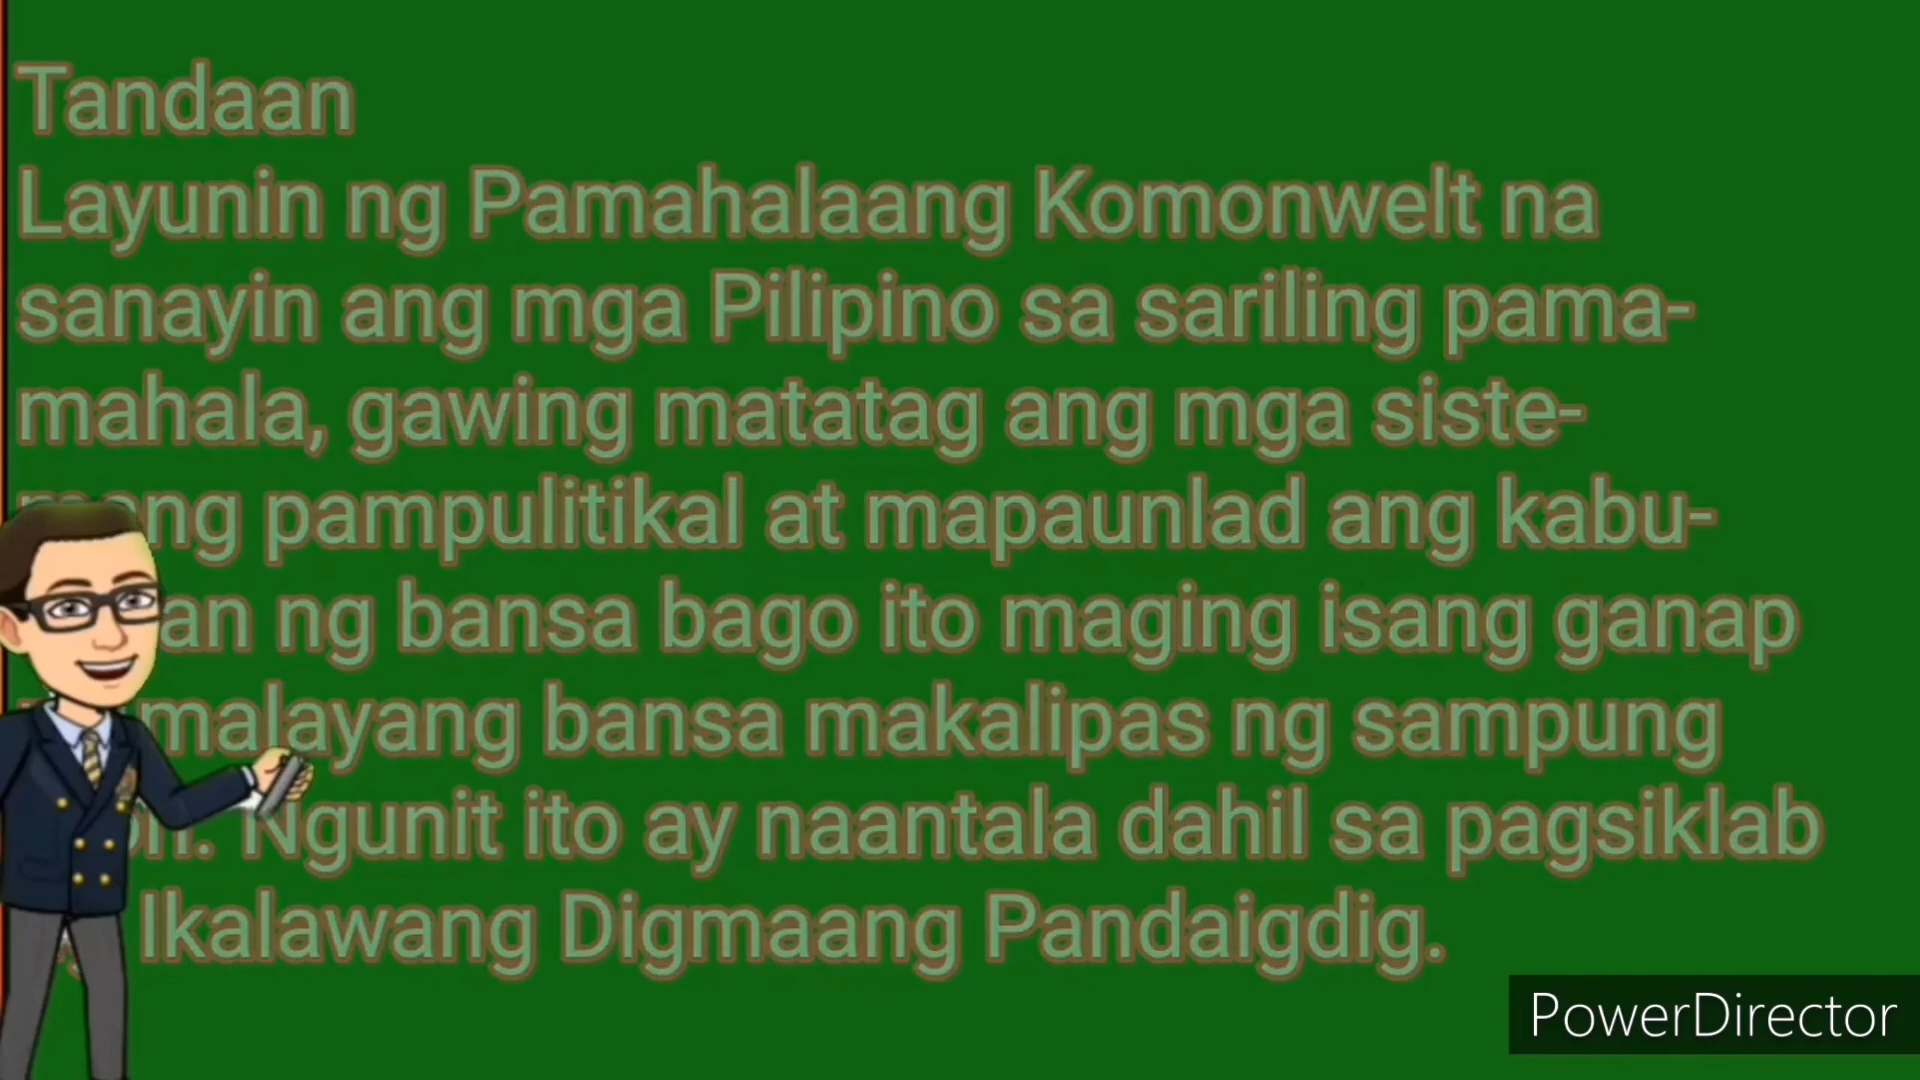 Tandaan
Layunin ng Pamahalaang Komonwelt na
sanayin ang mga Pilipino sa sariling pama-
mahala, gawing matatag ang mga siste-
mang pampulitikal at mapaunlad ang kabu-
ng bansa bago ito maging isang ganap
malayang bansa makalipas ng sampung
Ngunit ito ay naantala dahil sa pagsiklab
Ikalawang Digmaang Pandaigdig.
PowerDirector